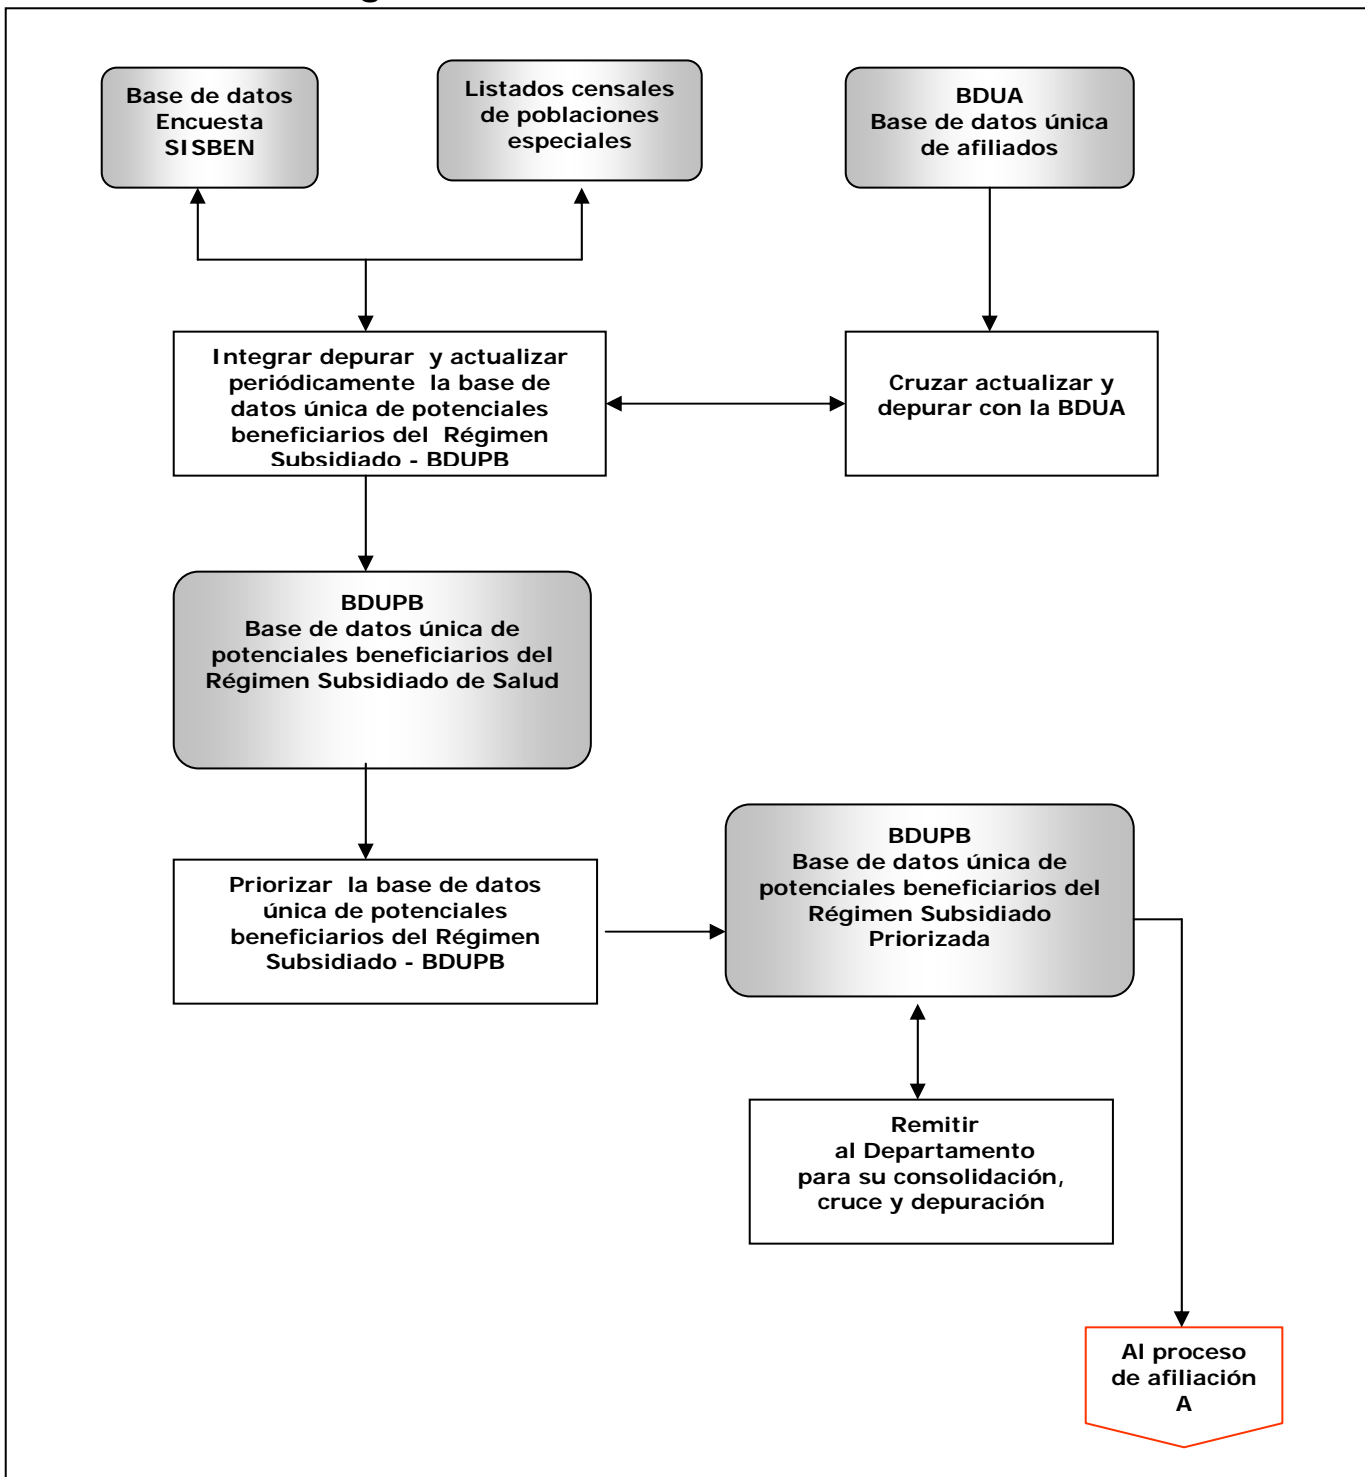 Base de datos
Encuesta
SISBEN
Listados censales
de poblaciones
especiales
BDUA
Base de datos única
de afiliados
Integrar depurar  y actualizar
periódicamente  la base de
datos única de potenciales
beneficiarios del  Régimen
Subsidiado - BDUPB
Cruzar actualizar y
depurar con la BDUA
BDUPB
Base de datos única de
potenciales beneficiarios del
Régimen Subsidiado de Salud
Priorizar  la base de datos
única de potenciales
beneficiarios del Régimen
Subsidiado - BDUPB
BDUPB
Base de datos única de
potenciales beneficiarios del
Régimen Subsidiado
Priorizada
Remitir
al Departamento
para su consolidación,
cruce y depuración
Al proceso
de afiliación
A